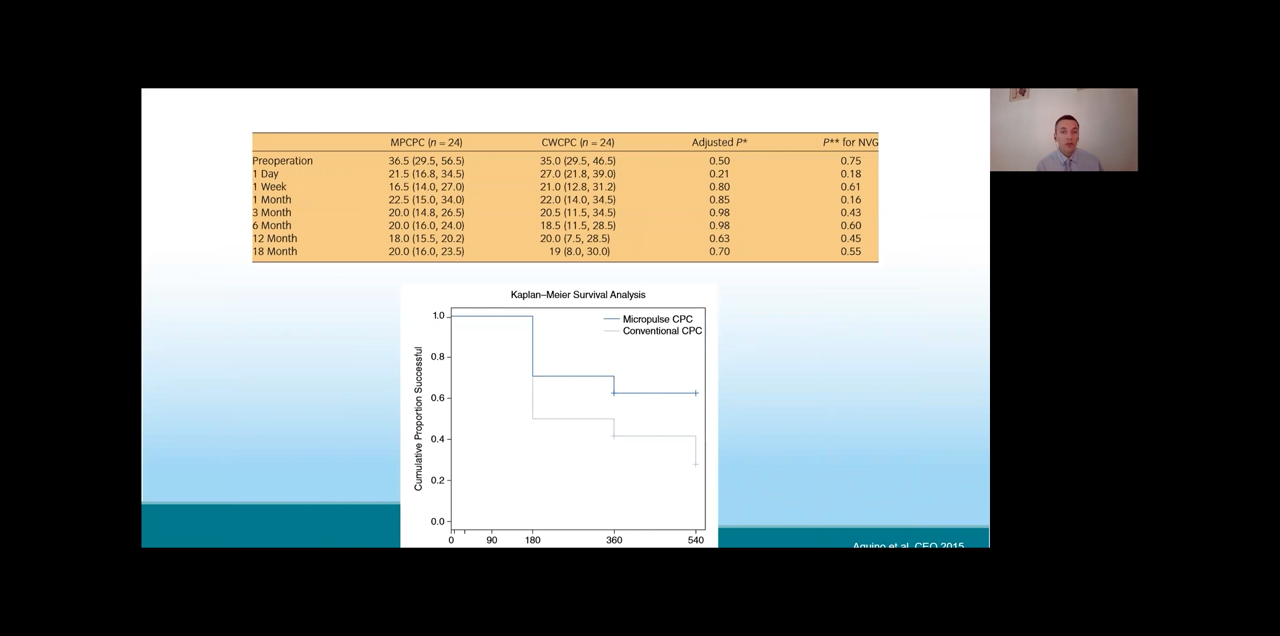 MPCPC (n = 24) CWCPC (n = 24) Adjusted P* P** for NVG
Preoperation 36.5 (29.5, 56.5) 35.0 (29.5, 46.5) 0.50 0.75
1 Day 21.5 (16.8, 34.5) 27.0 (21.8, 39.0) 0.21 0.18
1 Week 16.5 (14.0, 27.0) 21.0 (12.8, 31.2) 0.80 0.61
1 Month 22.5 (15.0, 34.0) 22.0 (14.0, 34.5) 0.85 0.16
3 Month 20.0 (14.8, 26.5) 20.5 (11.5, 34.5) 0.98 0.43
6 Month 20.0 (16.0, 24.0) 18.5 (11.5, 28.5) 0.98 0.60
12 Month 18.0 (15.5, 20.2) 20.0 (7.5, 28.5) 0.63 0.45
18 Month 20.0 (16.0, 23.5) 19 (8.0, 30.0) 0.70 0.55
Kaplan–Meier Survival Analysis
Micropulse CPC
Conventional CPC
Cumulative Proportion Successful
1.0
0.8
0.6
0.4
0.2
0.0
0 90 180 360 540
Aquino et al, CEO 2015